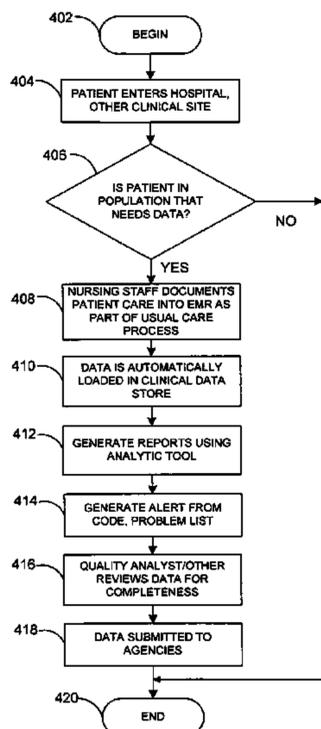 402
BEGIN
404
PATIENT ENTERS HOSPITAL,
OTHER CLINICAL SITE
406
IS PATIENT IN
POPULATION THAT
NEEDS DATA?
NO
YES
408
NURSING STAFF DOCUMENTS
PATIENT CARE INTO EMR AS
PART OF USUAL CARE
PROCESS
410
DATA IS AUTOMATICALLY
LOADED IN CLINICAL DATA
STORE
412
GENERATE REPORTS USING
ANALYTIC TOOL
414
GENERATE ALERT FROM
CODE, PROBLEM LIST
416
QUALITY ANALYST/OTHER
REVIEWS DATA FOR
COMPLETENESS
418
DATA SUBMITTED TO
AGENCIES
420
END